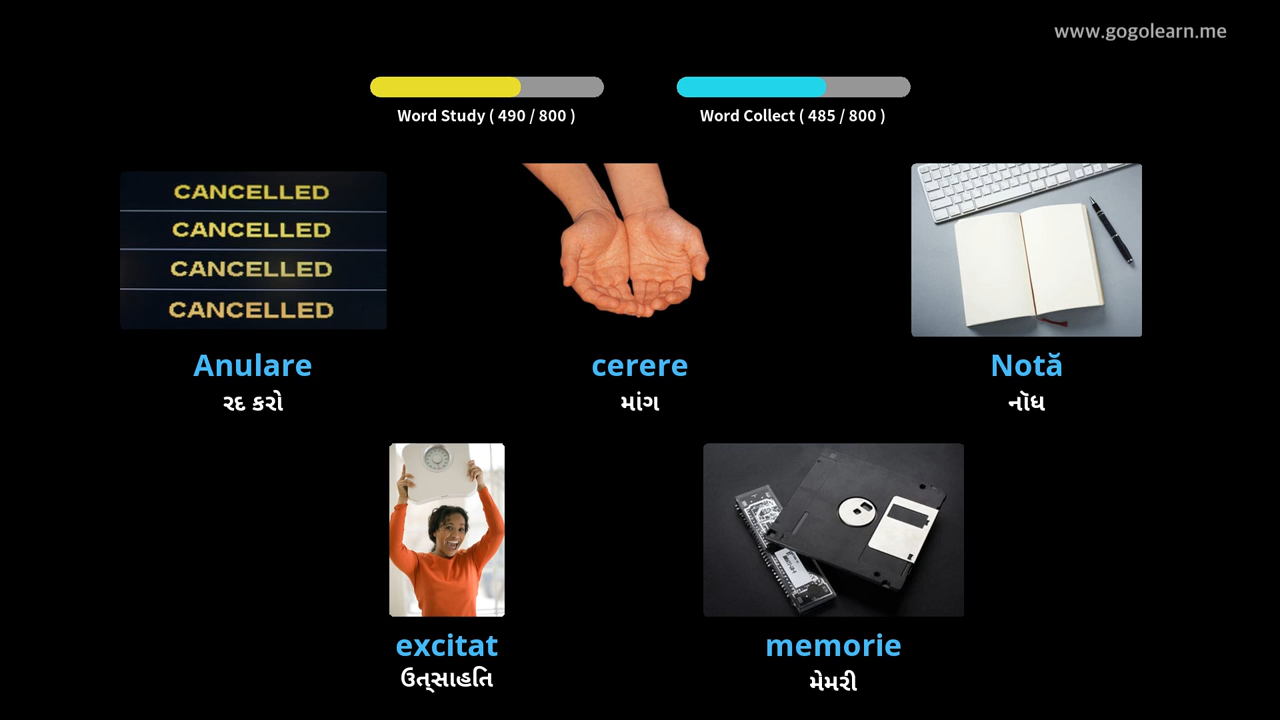 www.gogolearn.me
Word Study ( 490 / 800 )
Word Collect ( 485 / 800 )
CANCELLED
CANCELLED
CANCELLED
CANCELLED
Anulare
રદ કરો
cerere
માંગ
Notă
નોંધ
excitat
ઉત્સાહિત
memorie
મેમરી